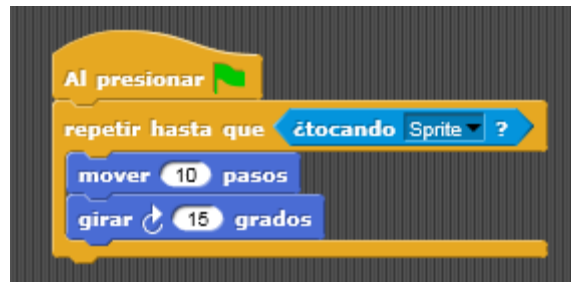 Al presionar
repetir hasta que ¿tocando Sprite ?
mover 10 pasos
girar 15 grados